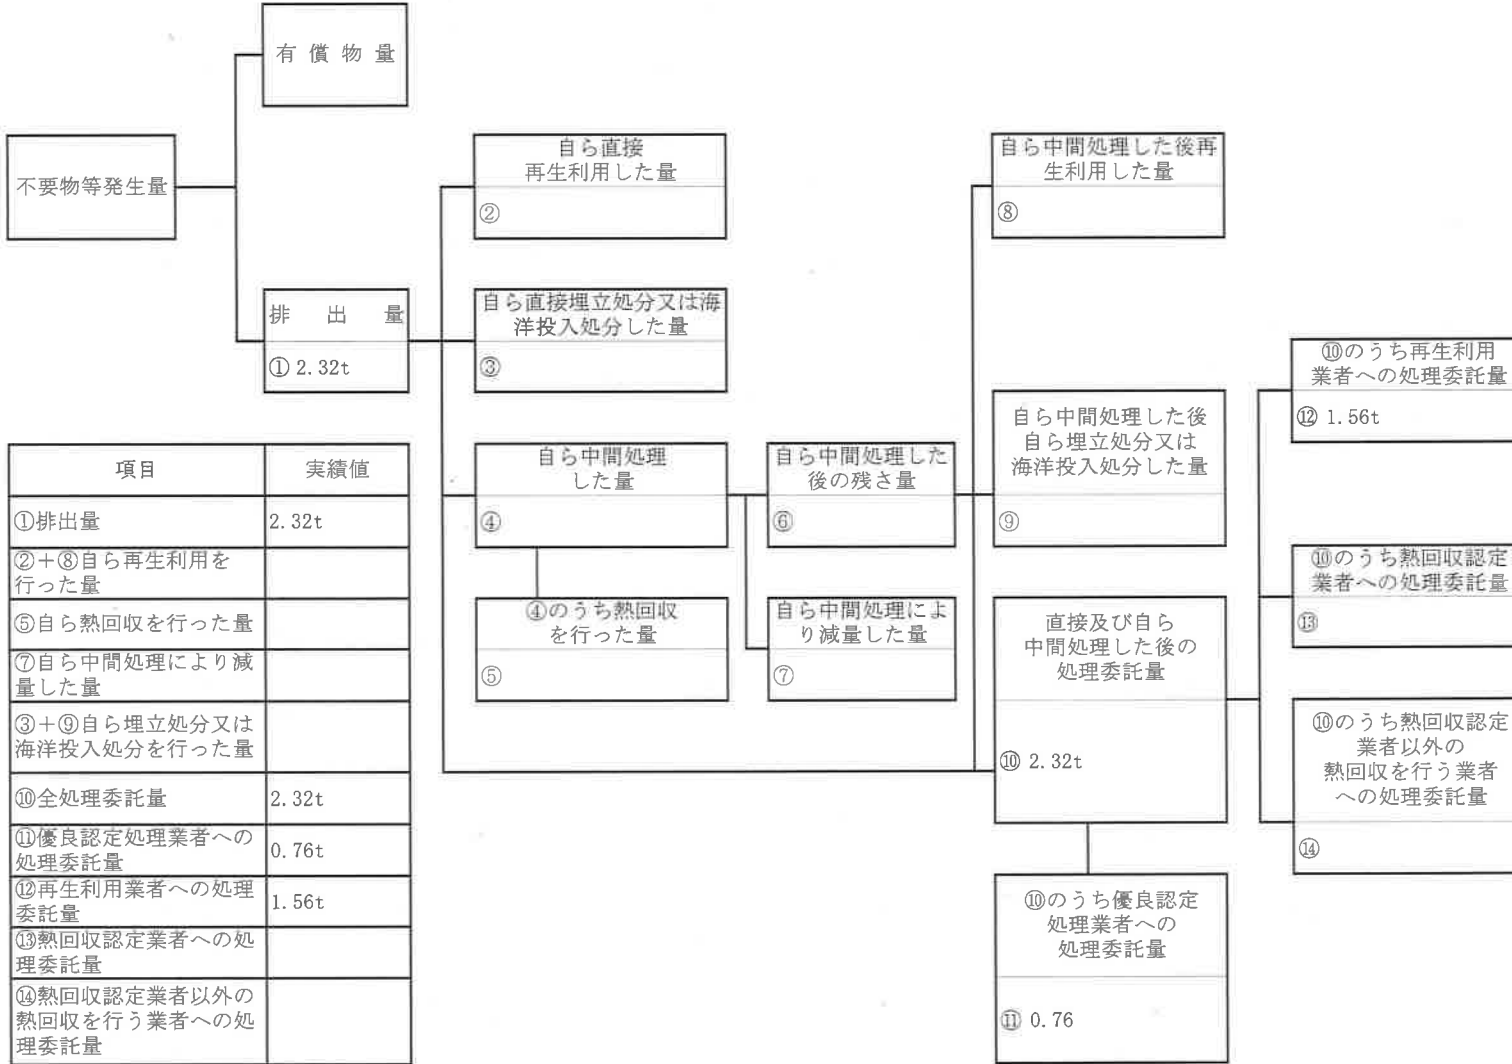 有償物量
不要物等発生量
排出量
① 2.32t
自ら直接
再生利用した量
②
自ら直接埋立処分又は海
洋投入処分した量
③
自ら中間処理
した量
④
④のうち熱回収
を行った量
⑤
自ら中間処理した
後の残さ量
⑥
自ら中間処理によ
り減量した量
⑦
自ら中間処理した後再
生利用した量
⑧
自ら中間処理した後
自ら埋立処分又は
海洋投入処分した量
⑨
直接及び自ら
中間処理した後の
処理委託量
⑩ 2.32t
⑩のうち優良認定
処理業者への
処理委託量
⑪ 0.76
⑩のうち再生利用
業者への処理委託量
⑫ 1.56t
⑩のうち熱回収認定
業者への処理委託量
⑬
⑩のうち熱回収認定
業者以外の
熱回収を行う業者
への処理委託量
⑭
項目 実績値
①排出量 2.32t
②+⑧自ら再生利用を
行った量
⑤自ら熱回収を行った量
⑦自ら中間処理により減
量した量
③+⑨自ら埋立処分又は
海洋投入処分を行った量
⑩全処理委託量 2.32t
⑪優良認定処理業者への
処理委託量 0.76t
⑫再生利用業者への処理
委託量 1.56t
⑬熱回収認定業者への処
理委託量
⑭熱回収認定業者以外の
熱回収を行う業者への処
理委託量